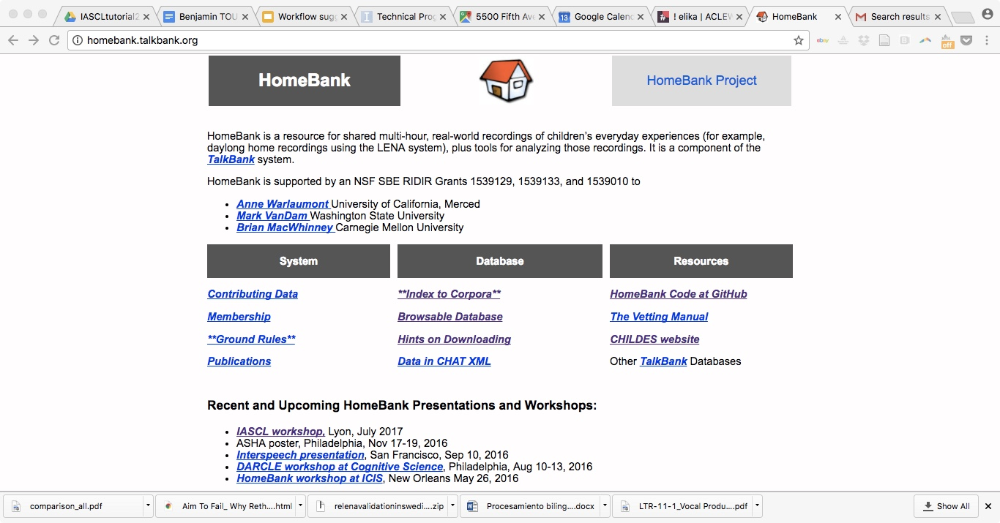 IASCLtutorial2
Benjamin TOU
Workflow sugg
Technical Prog
5500 Fifth Ave
Google Calend
! elika | ACLEW
HomeBank
Search results
homebank.talkbank.org
ebay
off
HomeBank
HomeBank Project
HomeBank is a resource for shared multi-hour, real-world recordings of children's everyday experiences (for example,
daylong home recordings using the LENA system), plus tools for analyzing those recordings. It is a component of the
TalkBank system.
HomeBank is supported by an NSF SBE RIDIR Grants 1539129, 1539133, and 1539010 to
• Anne Warlaumont University of California, Merced
• Mark VanDam Washington State University
• Brian MacWhinney Carnegie Mellon University
System Database Resources
Contributing Data **Index to Corpora** HomeBank Code at GitHub
Membership Browsable Database The Vetting Manual
**Ground Rules** Hints on Downloading CHILDES website
Publications Data in CHAT XML Other TalkBank Databases
Recent and Upcoming HomeBank Presentations and Workshops:
• IASCL workshop, Lyon, July 2017
• ASHA poster, Philadelphia, Nov 17-19, 2016
• Interspeech presentation, San Francisco, Sep 10, 2016
• DARCLE workshop at Cognitive Science, Philadelphia, Aug 10-13, 2016
• HomeBank workshop at ICIS, New Orleans May 26, 2016
comparison_all.pdf
Aim To Fail_ Why Reth....html
relenavalidationinswedi....zip
Procesamiento biling....docx
LTR-11-1_Vocal Produ....pdf
Show All